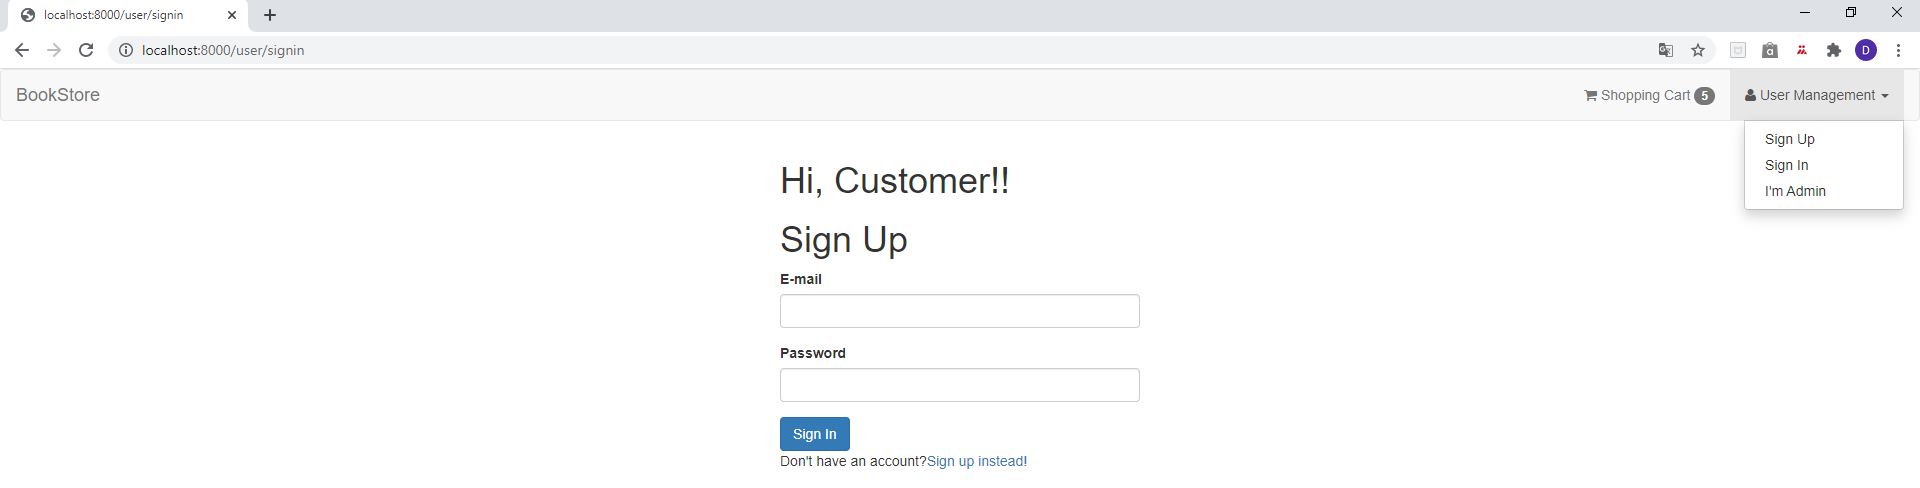 localhost:8000/user/signin
localhost:8000/user/signin
D
BookStore
Shopping Cart 5
User Management
Sign Up
Sign In
I'm Admin
Hi, Customer!!
Sign Up
E-mail
Password
Sign In
Don't have an account?Sign up instead!